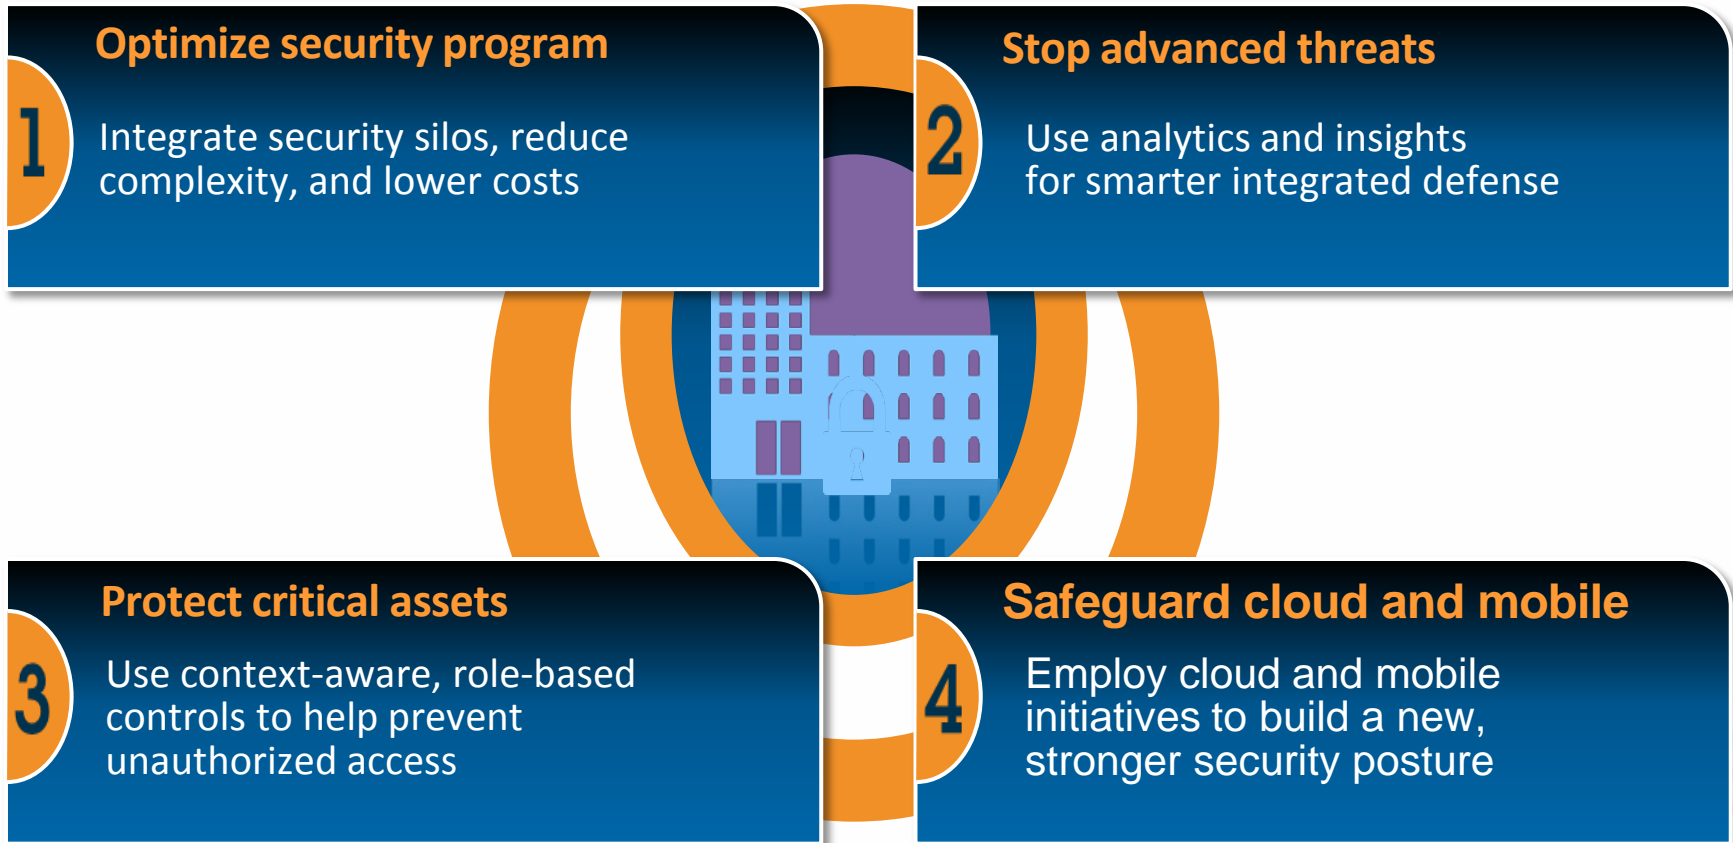 1
Optimize security program
Integrate security silos, reduce
complexity, and lower costs
2
Stop advanced threats
Use analytics and insights
for smarter integrated defense
3
Protect critical assets
Use context-aware, role-based
controls to help prevent
unauthorized access
4
Safeguard cloud and mobile
Employ cloud and mobile
initiatives to build a new,
stronger security posture